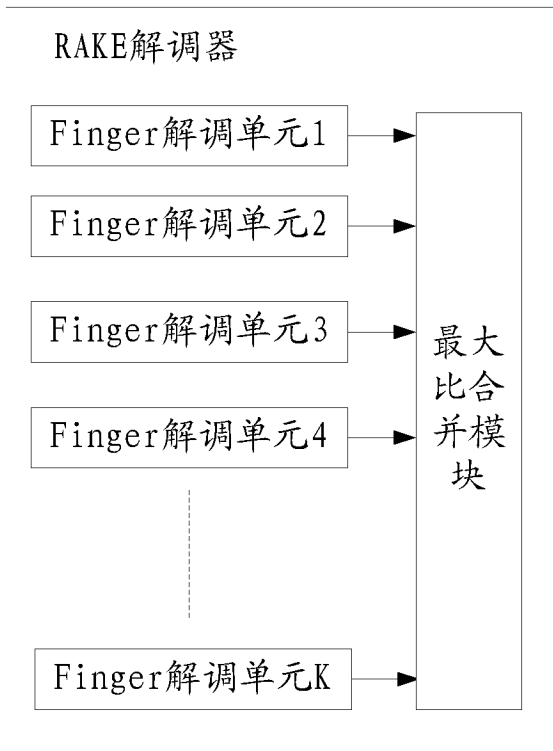 RAKE解调器
Finger解调单元1
Finger解调单元2
Finger解调单元3
Finger解调单元4
Finger解调单元K
最大
比合
并模
块